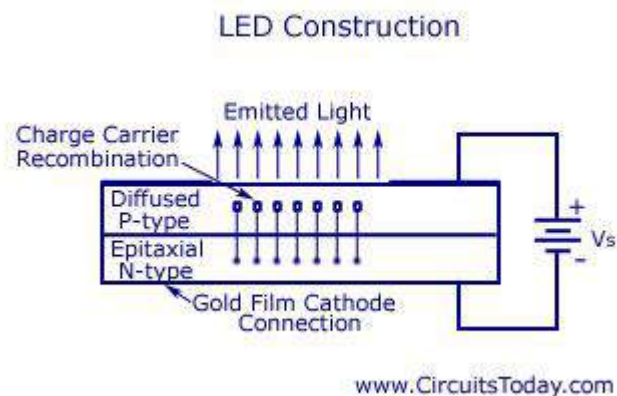 LED Construction
Emitted Light
Charge Carrier
Recombination
Diffused
P-type
Epitaxial
N-type
+
Vs
-
Gold Film Cathode
Connection
www.CircuitsToday.com